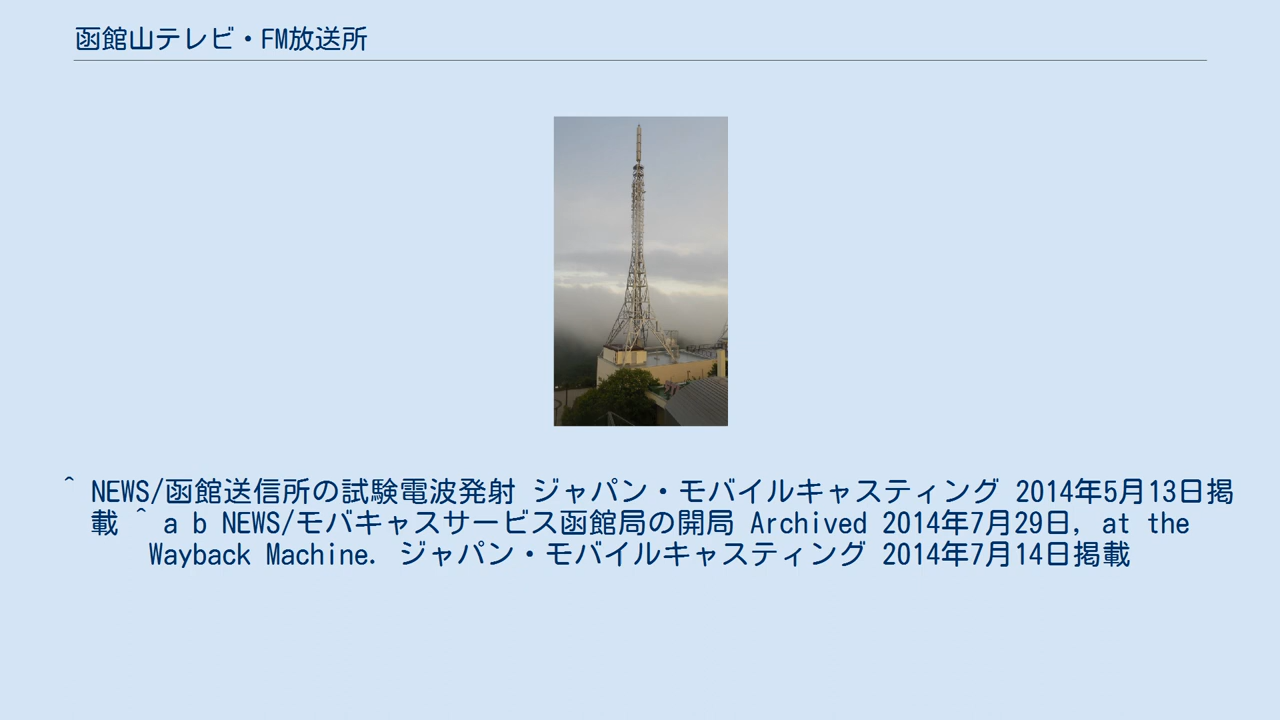 函館山テレビ・FM放送所
^ NEWS/函館送信所の試験電波発射 ジャパン・モバイルキャスティング 2014年5月13日掲
載 ^ a b NEWS/モバキャスサービス函館局の開局 Archived 2014年7月29日, at the
Wayback Machine. ジャパン・モバイルキャスティング 2014年7月14日掲載